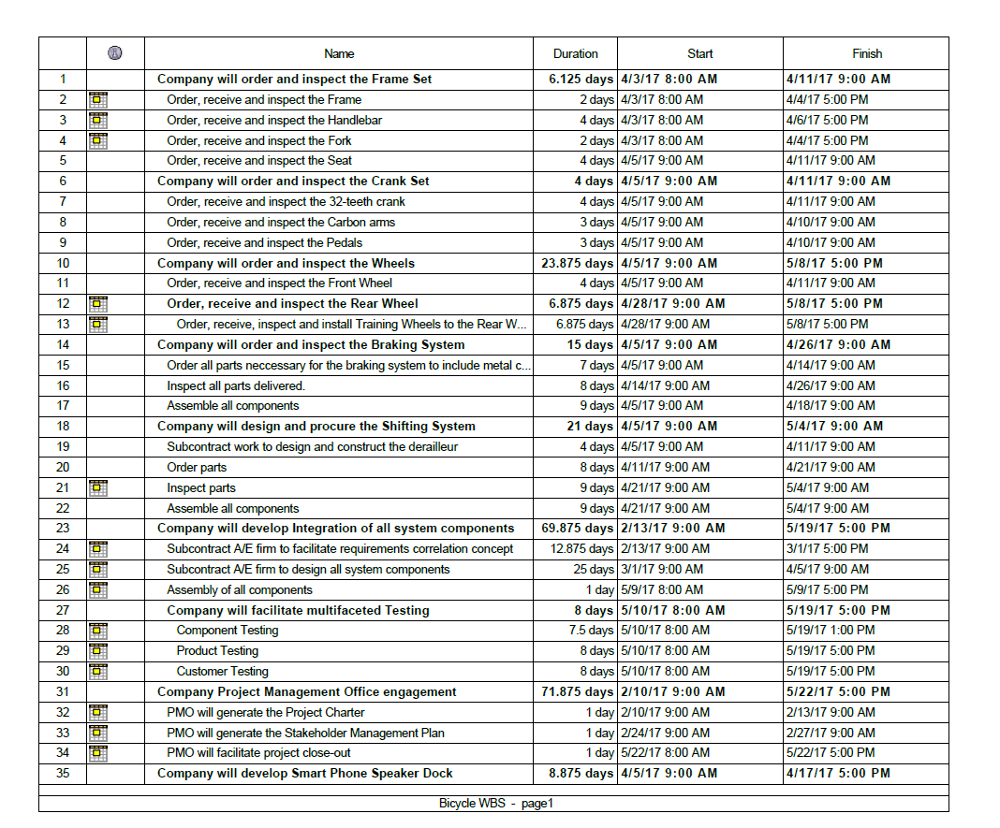 Name Duration Start Finish
1 Company will order and inspect the Frame Set 6.125 days 4/3/17 8:00 AM 4/11/17 9:00 AM
2 Order, receive and inspect the Frame 2 days 4/3/17 8:00 AM 4/4/17 5:00 PM
3 Order, receive and inspect the Handlebar 4 days 4/3/17 8:00 AM 4/6/17 5:00 PM
4 Order, receive and inspect the Fork 2 days 4/3/17 8:00 AM 4/4/17 5:00 PM
5 Order, receive and inspect the Seat 4 days 4/5/17 9:00 AM 4/11/17 9:00 AM
6 Company will order and inspect the Crank Set 4 days 4/5/17 9:00 AM 4/11/17 9:00 AM
7 Order, receive and inspect the 32-teeth crank 4 days 4/5/17 9:00 AM 4/11/17 9:00 AM
8 Order, receive and inspect the Carbon arms 3 days 4/5/17 9:00 AM 4/10/17 9:00 AM
9 Order, receive and inspect the Pedals 3 days 4/5/17 9:00 AM 4/10/17 9:00 AM
10 Company will order and inspect the Wheels 23.875 days 4/5/17 9:00 AM 5/8/17 5:00 PM
11 Order, receive and inspect the Front Wheel 4 days 4/5/17 9:00 AM 4/11/17 9:00 AM
12 Order, receive and inspect the Rear Wheel 6.875 days 4/28/17 9:00 AM 5/8/17 5:00 PM
13 Order, receive, inspect and install Training Wheels to the Rear W... 6.875 days 4/28/17 9:00 AM 5/8/17 5:00 PM
14 Company will order and inspect the Braking System 15 days 4/5/17 9:00 AM 4/26/17 9:00 AM
15 Order all parts neccessary for the braking system to include metal c... 7 days 4/5/17 9:00 AM 4/14/17 9:00 AM
16 Inspect all parts delivered. 8 days 4/14/17 9:00 AM 4/26/17 9:00 AM
17 Assemble all components 9 days 4/5/17 9:00 AM 4/18/17 9:00 AM
18 Company will design and procure the Shifting System 21 days 4/5/17 9:00 AM 5/4/17 9:00 AM
19 Subcontract work to design and construct the derailleur 4 days 4/5/17 9:00 AM 4/11/17 9:00 AM
20 Order parts 8 days 4/11/17 9:00 AM 4/21/17 9:00 AM
21 Inspect parts 9 days 4/21/17 9:00 AM 5/4/17 9:00 AM
22 Assemble all components 9 days 4/21/17 9:00 AM 5/4/17 9:00 AM
23 Company will develop Integration of all system components 69.875 days 2/13/17 9:00 AM 5/19/17 5:00 PM
24 Subcontract A/E firm to facilitate requirements correlation concept 12.875 days 2/13/17 9:00 AM 3/1/17 5:00 PM
25 Subcontract A/E firm to design all system components 25 days 3/1/17 9:00 AM 4/5/17 9:00 AM
26 Assembly of all components 1 day 5/9/17 8:00 AM 5/9/17 5:00 PM
27 Company will facilitate multifaceted Testing 8 days 5/10/17 8:00 AM 5/19/17 5:00 PM
28 Component Testing 7.5 days 5/10/17 8:00 AM 5/19/17 1:00 PM
29 Product Testing 8 days 5/10/17 8:00 AM 5/19/17 5:00 PM
30 Customer Testing 8 days 5/10/17 8:00 AM 5/19/17 5:00 PM
31 Company Project Management Office engagement 71.875 days 2/10/17 9:00 AM 5/22/17 5:00 PM
32 PMO will generate the Project Charter 1 day 2/10/17 9:00 AM 2/13/17 9:00 AM
33 PMO will generate the Stakeholder Management Plan 1 day 2/24/17 9:00 AM 2/27/17 9:00 AM
34 PMO will facilitate project close-out 1 day 5/22/17 8:00 AM 5/22/17 5:00 PM
35 Company will develop Smart Phone Speaker Dock 8.875 days 4/5/17 9:00 AM 4/17/17 5:00 PM
Bicycle WBS - page1